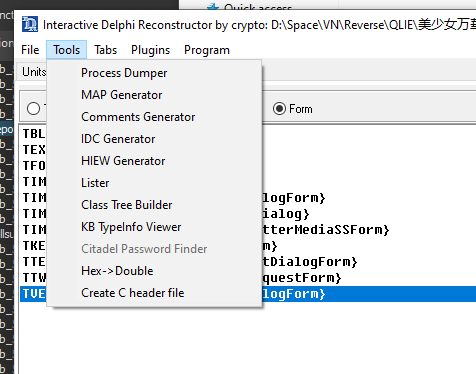 Quick access
Interactive Delphi Reconstructor by crypto: D:\Space\VN\Reverse\QLIE\美少女万華
File Tools Tabs Plugins Program
Units
Process Dumper
MAP Generator
Comments Generator
IDC Generator
HIEW Generator
Lister
Class Tree Builder
KB TypeInfo Viewer
Citadel Password Finder
Hex->Double
Create C header file
Form
TBL
TEX
TFO
TIM
TIM logForm}
TIM ialog}
TIM tterMediaSSForm}
TKE m}
TTE tDialogForm}
TTW questForm}
TVE logForm}